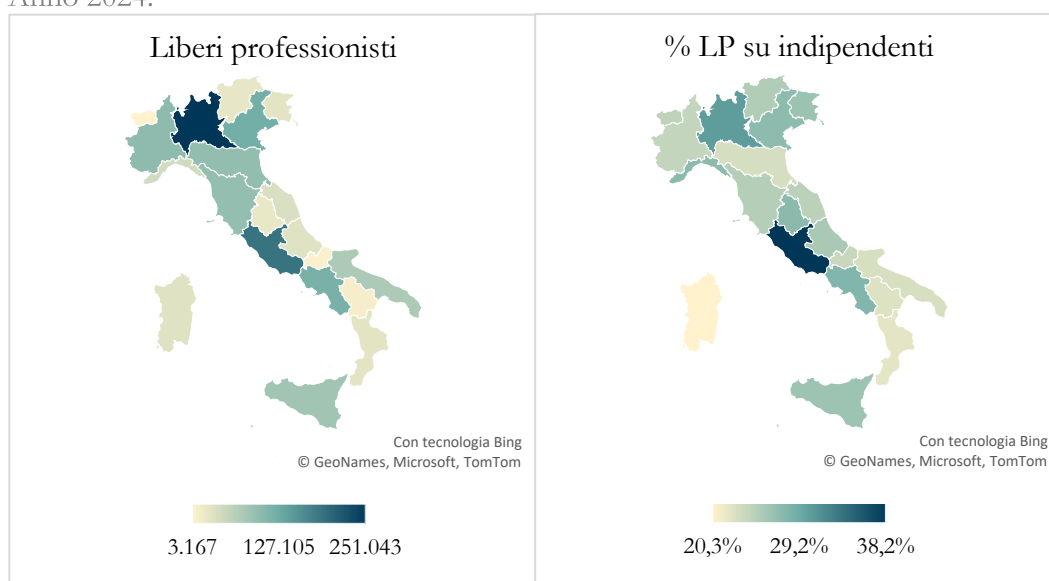 Anno 2024.
Liberi professionisti
% LP su indipendenti
Con tecnologia Bing
© GeoNames, Microsoft, TomTom
Con tecnologia Bing
© GeoNames, Microsoft, TomTom
3.167 127.105 251.043
20,3% 29,2% 38,2%